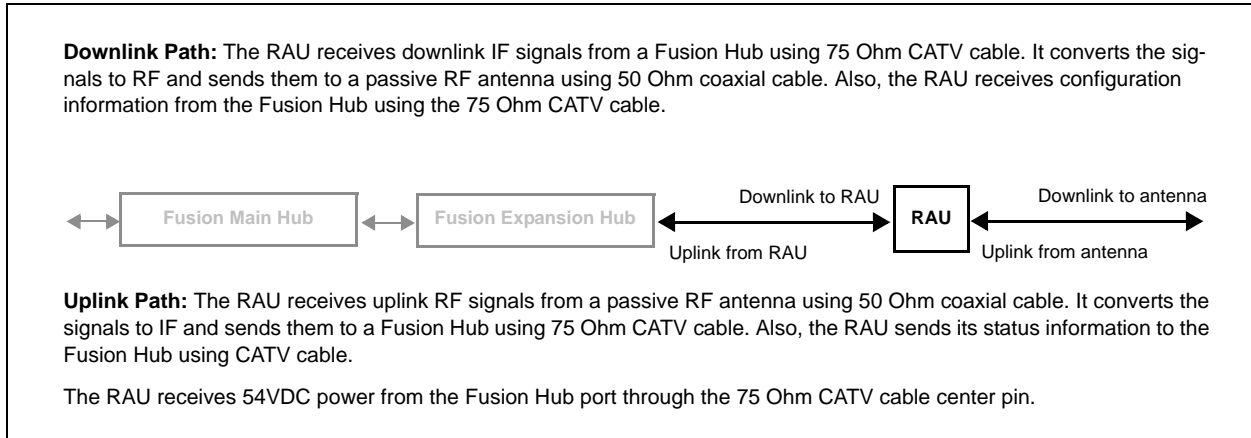 Downlink Path: The RAU receives downlink IF signals from a Fusion Hub using 75 Ohm CATV cable. It converts the sig-
nals to RF and sends them to a passive RF antenna using 50 Ohm coaxial cable. Also, the RAU receives configuration
information from the Fusion Hub using the 75 Ohm CATV cable.
Downlink to RAU
Downlink to antenna
Fusion Main Hub
Fusion Expansion Hub
RAU
Uplink from RAU
Uplink from antenna
Uplink Path: The RAU receives uplink RF signals from a passive RF antenna using 50 Ohm coaxial cable. It converts the
signals to IF and sends them to a Fusion Hub using 75 Ohm CATV cable. Also, the RAU sends its status information to the
Fusion Hub using CATV cable.
The RAU receives 54VDC power from the Fusion Hub port through the 75 Ohm CATV cable center pin.